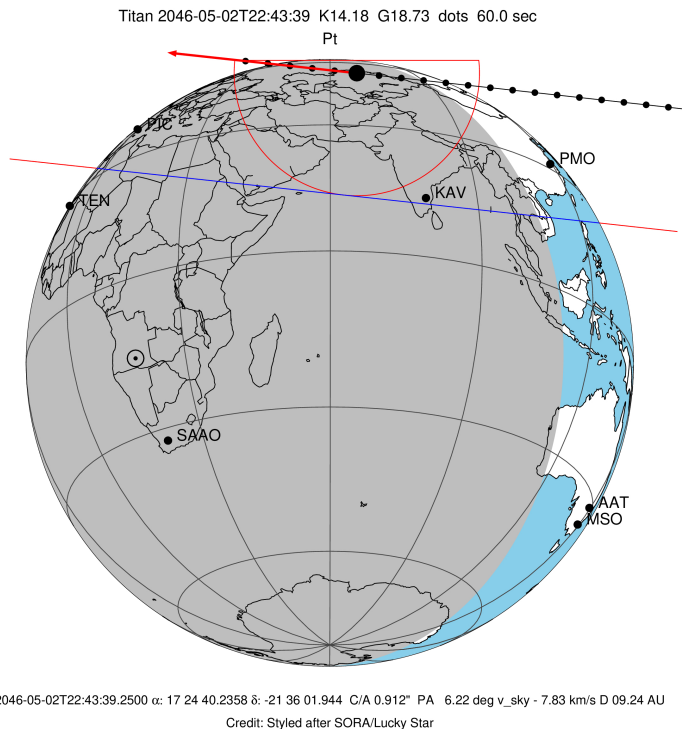 Titan 2046-05-02T22:43:39 K14.18 G18.73 dots 60.0 sec
Pt
PIC
PMO
TEN
KAV
SAAO
AAT
MSO
2046-05-02T22:43:39.2500 α: 17 24 40.2358 δ: -21 36 01.944 C/A 0.912" PA 6.22 deg v_sky - 7.83 km/s D 09.24 AU
Credit: Styled after SORA/Lucky Star